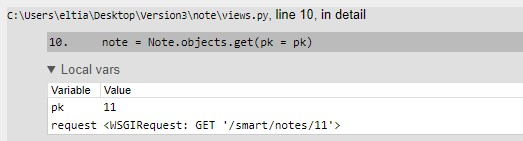 C:\Users\eltia\Desktop\Version3\note\views.py, line 10, in detail
10. note = Note.objects.get(pk = pk)
▼ Local vars
Variable Value
pk 11
request <WSGIRequest: GET '/smart/notes/11'>